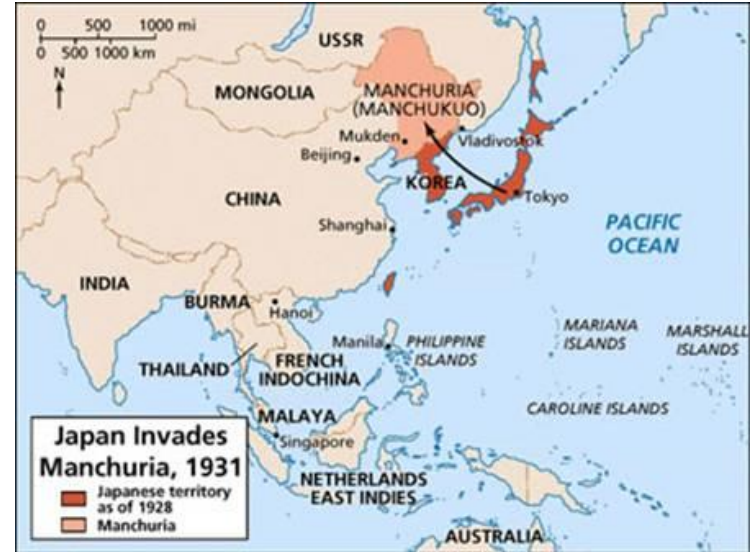 0 500 1000 mi
0 500 1000 km
N
USSR
MONGOLIA
MANCHURIA
(MANCHUKUO)
Mukden
Vladivostok
Beijing
KOREA
Tokyo
CHINA
Shanghai
PACIFIC
OCEAN
INDIA
BURMA
Hanoi
Manila
PHILIPPINE
ISLANDS
MARIANA
ISLANDS
MARSHALL
ISLANDS
THAILAND
FRENCH
INDOCHINA
CAROLINE ISLANDS
MALAYA
Singapore
NETHERLANDS
EAST INDIES
AUSTRALIA
Japan Invades
Manchuria, 1931
Japanese territory
as of 1928
Manchuria